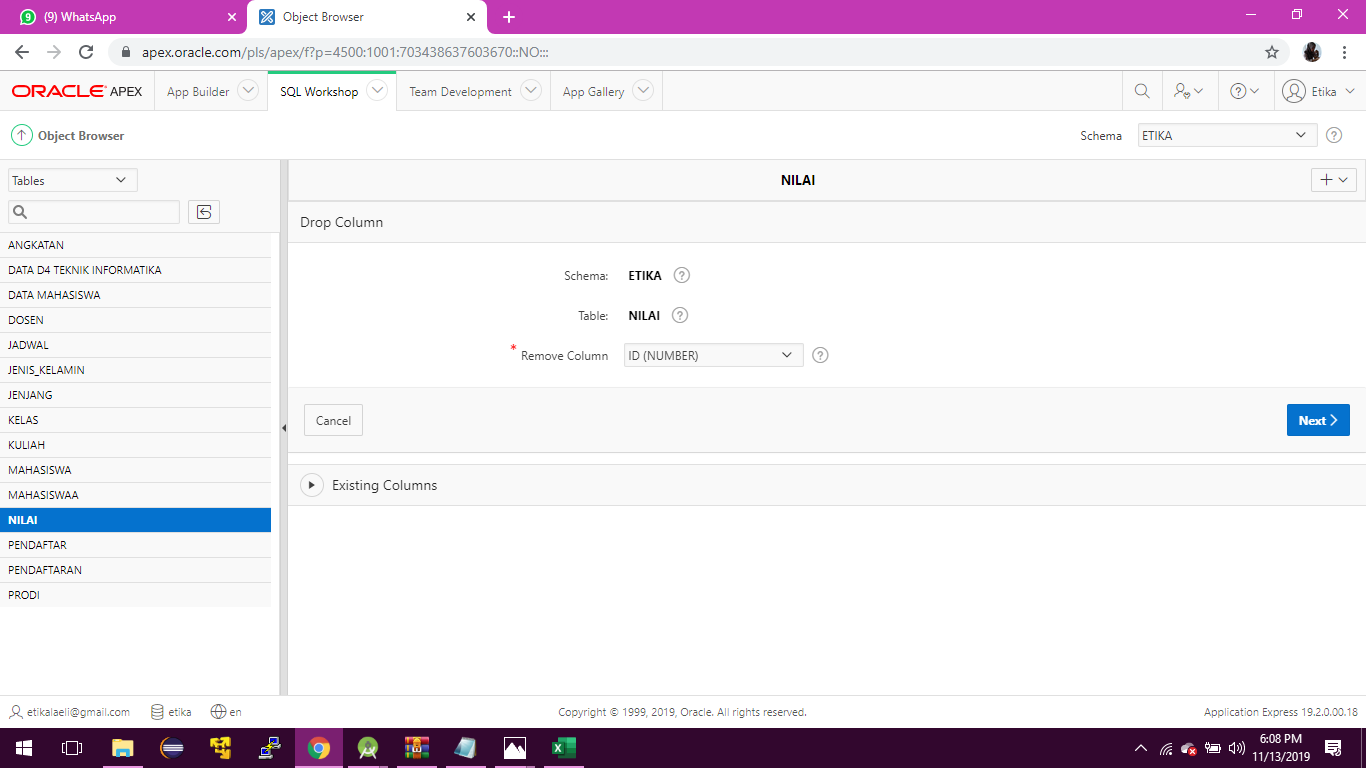 9 (9) WhatsApp
Object Browser
apex.oracle.com/pls/apex/f?p=4500:1001:703438637603670::NO:::
ORACLE APEX
App Builder
SQL Workshop
Team Development
App Gallery
Etika
Object Browser
Schema ETIKA
Tables
NILAI
Drop Column
Schema: ETIKA
Table: NILAI
* Remove Column ID (NUMBER)
Cancel
Next
Existing Columns
ANGKATAN
DATA D4 TEKNIK INFORMATIKA
DATA MAHASISWA
DOSEN
JADWAL
JENIS_KELAMIN
JENJANG
KELAS
KULIAH
MAHASISWA
MAHASISWAA
NILAI
PENDAFTAR
PENDAFTARAN
PRODI
etikalaeli@gmail.com
etika
en
Copyright © 1999, 2019, Oracle. All rights reserved.
Application Express 19.2.0.00.18
6:08 PM
11/13/2019